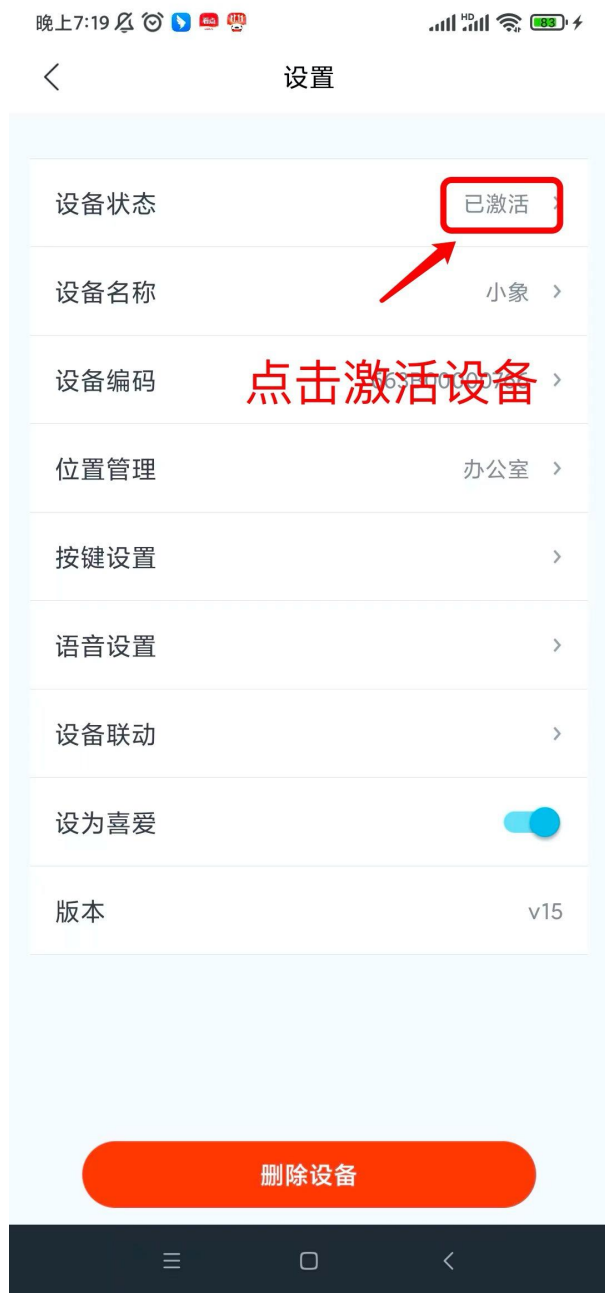 晚上7:19
HD
83
设置
设备状态
已激活
设备名称
小象
设备编码
点击激活设备
位置管理
办公室
按键设置
语音设置
设备联动
设为喜爱
版本
v15
删除设备